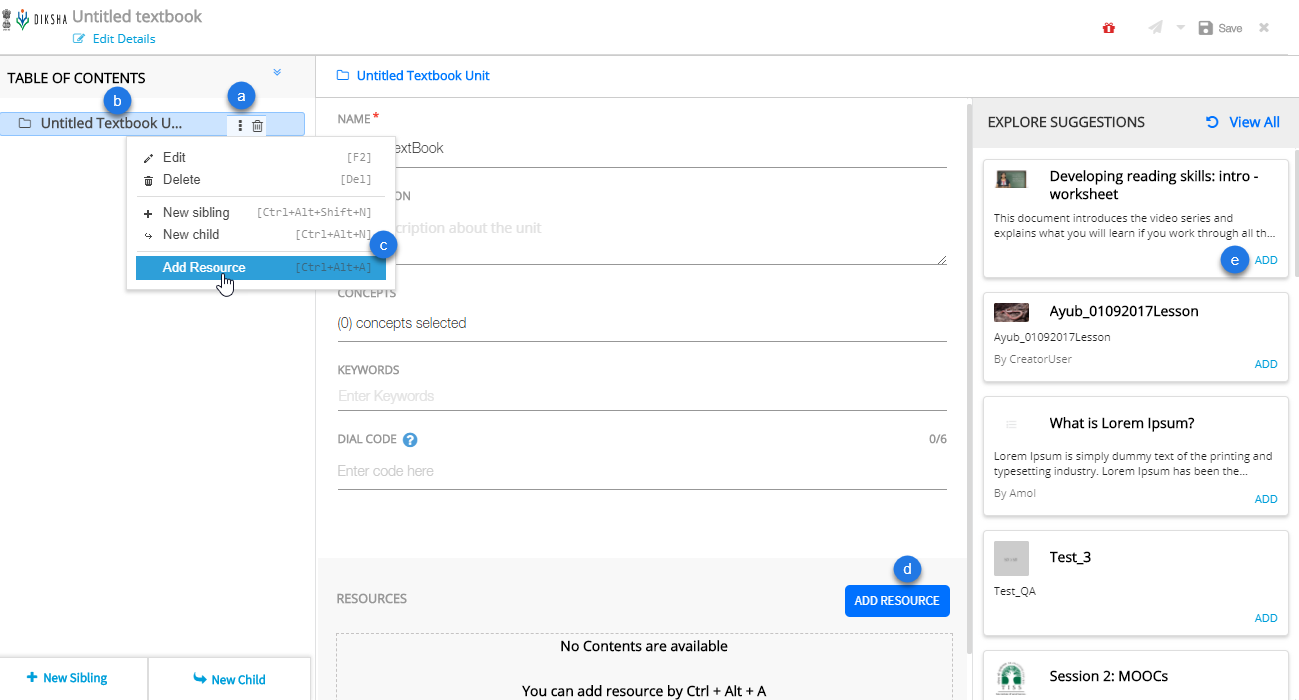 DIKSHA Untitled textbook
Edit Details
Save
TABLE OF CONTENTS
b
a
Untitled Textbook U...
Edit [F2]
Delete [Del]
New sibling [Ctrl+Alt+Shift+N]
New child [Ctrl+Alt+N]
c
Add Resource [Ctrl+Alt+A]
New Sibling
New Child
Untitled Textbook Unit
NAME*
extBook
ON
cription about the unit
CONCEPTS
(0) concepts selected
KEYWORDS
Enter Keywords
DIAL CODE ? 0/6
Enter code here
d
RESOURCES ADD RESOURCE
No Contents are available
You can add resource by Ctrl + Alt + A
EXPLORE SUGGESTIONS View All
Developing reading skills: intro -
worksheet
This document introduces the video series and
explains what you will learn if you work through all th...
e ADD
Ayub_01092017Lesson
Ayub_01092017Lesson
By CreatorUser
ADD
What is Lorem Ipsum?
Lorem Ipsum is simply dummy text of the printing and
typesetting industry. Lorem Ipsum has been the...
By Amol
ADD
Test_3
Test_QA
ADD
Session 2: MOOCs
TISS